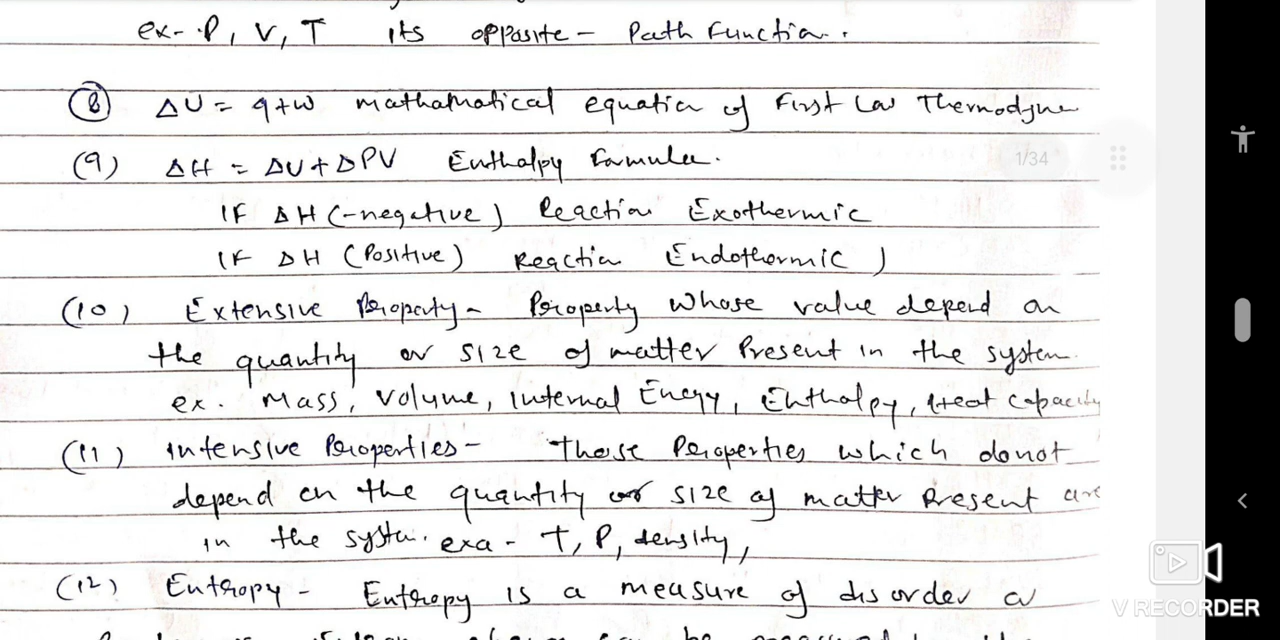 ex- P, V, T its opposite - Path Function.
(8) ΔU = q+w mathamatical equation of First Law Thermodyne
(9) ΔH = ΔU + ΔPV Enthalpy Formula.
1/34
IF ΔH (-negative) Reaction Exothermic
IF ΔH (Positive) Reaction Endothermic)
(10) Extensive Property - Property whose value depend on
the quantity or size of matter Present in the system.
ex. Mass, volume, Internal Energy, Enthalpy, Heat capacity
(11) Intensive Properties - Those Properties which donot
depend on the quantity or size of matter Present are
in the system. exa - T, P, density,
(12) Entropy - Entropy is a measure of disorder or
be the
V RECORDER